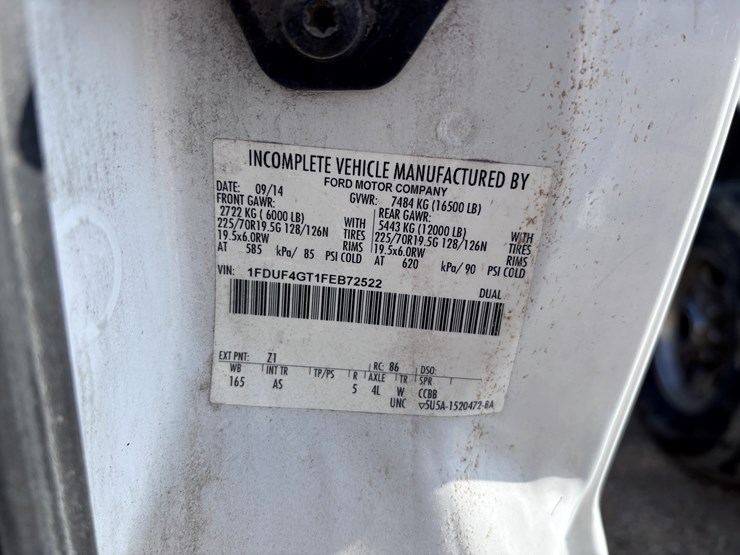 INCOMPLETE VEHICLE MANUFACTURED BY
FORD MOTOR COMPANY
DATE: 09/14 GVWR: 7484 KG (16500 LB)
FRONT GAWR: REAR GAWR:
2722 KG ( 6000 LB) WITH 5443 KG (12000 LB) WITH
225/70R19.5G 128/126N TIRES 225/70R19.5G 128/126N TIRES
19.5x6.0RW RIMS 19.5x6.0RW RIMS
AT 585 kPa/ 85 PSI COLD AT 620 kPa/ 90 PSI COLD
VIN: 1FDUF4GT1FEB72522 DUAL
EXT PNT: Z1 RC: 86 DSO:
WB INT TR TP/PS R AXLE TR SPR
165 AS 5 4L W CCBB
UNC ▽5U5A-1520472-BA